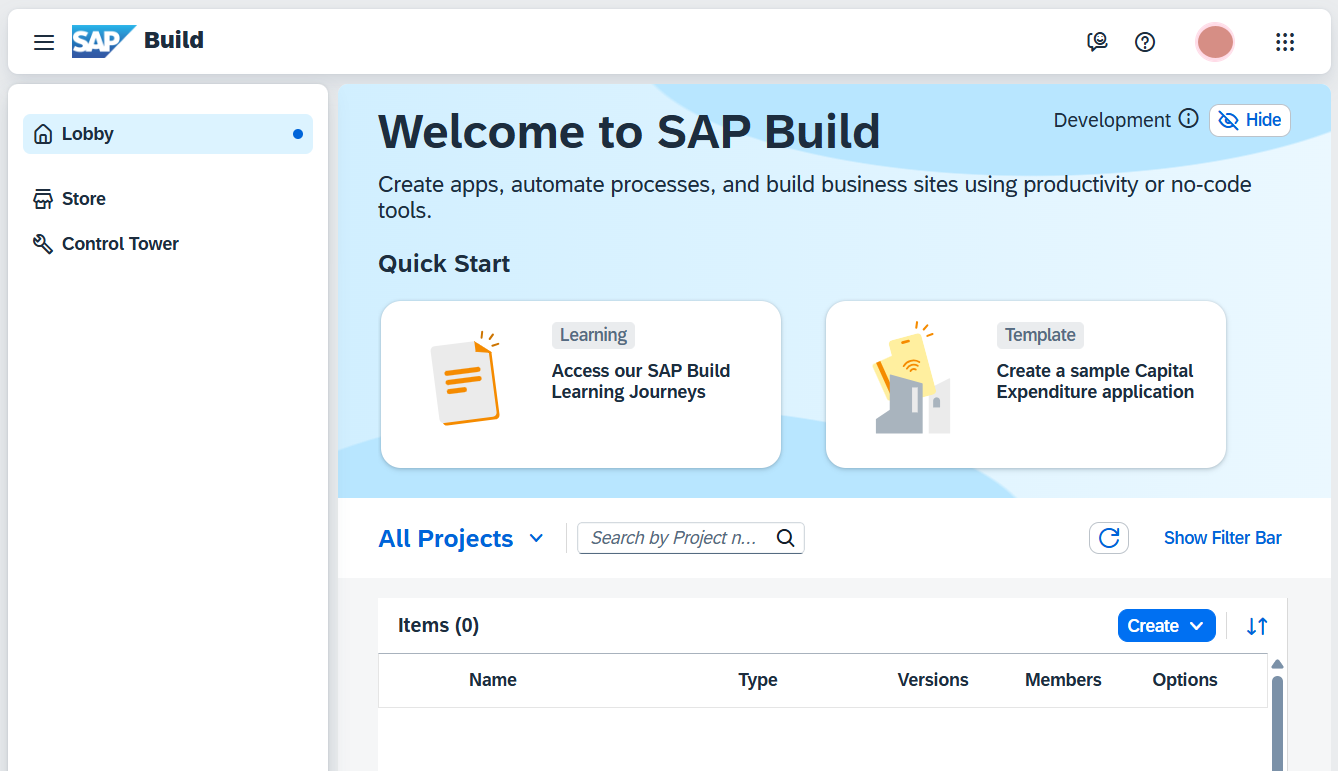 SAP Build
Lobby
Store
Control Tower
Welcome to SAP Build
Development
Hide
Create apps, automate processes, and build business sites using productivity or no-code
tools.
Quick Start
Learning
Access our SAP Build
Learning Journeys
Template
Create a sample Capital
Expenditure application
All Projects
Search by Project n...
Show Filter Bar
Items (0)
Create
Name Type Versions Members Options